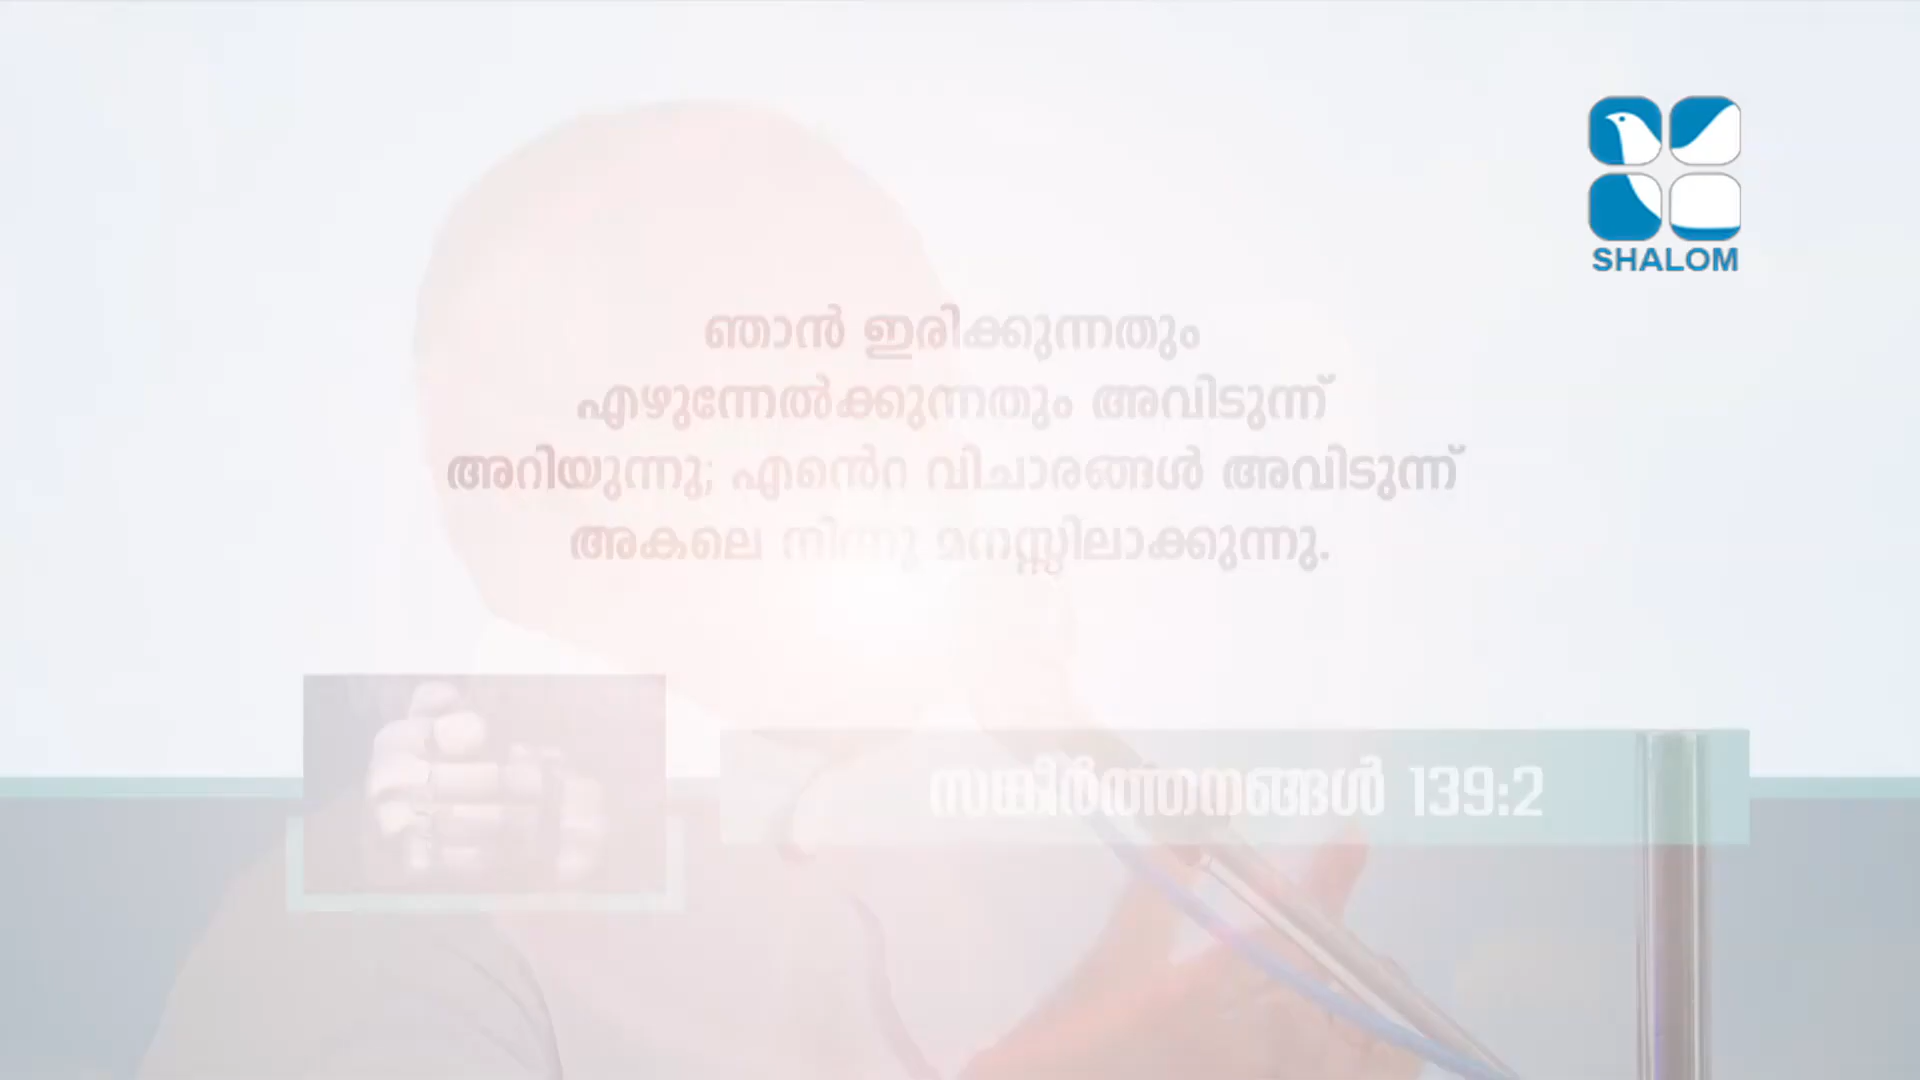 SHALOM
ഞാൻ ഇരിക്കുന്നതും
എഴുന്നേൽക്കുന്നതും അവിടുന്ന്
അറിയുന്നു; എൻെറ വിചാരങ്ങൾ അവിടുന്ന്
അകലെ നിന്നു മനസ്സിലാക്കുന്നു.
സങ്കീർത്തനങ്ങൾ 139:2